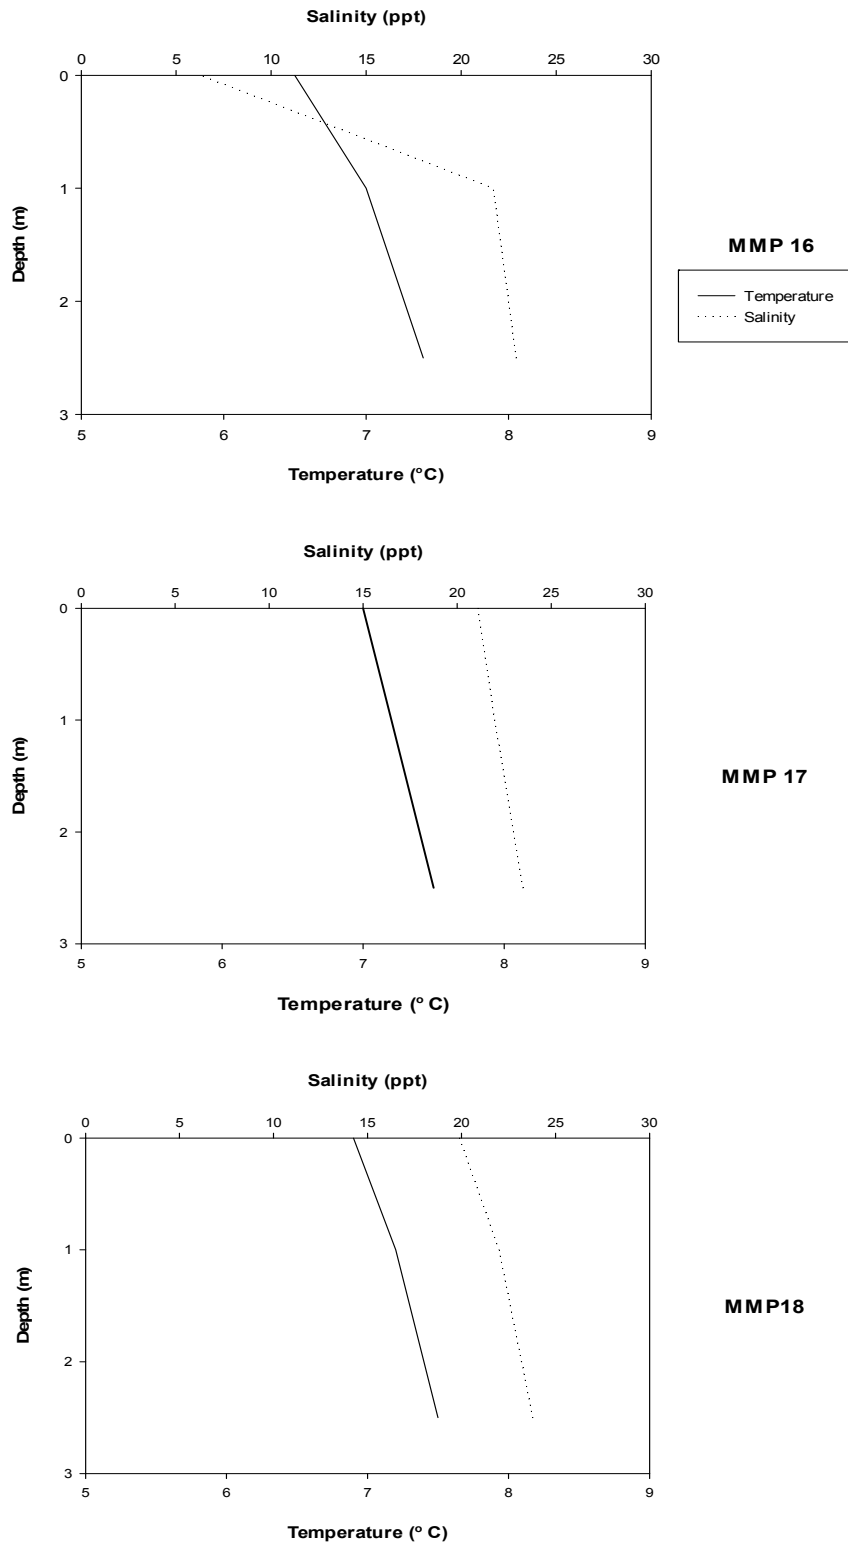 Salinity (ppt)
0 5 10 15 20 25 30
0
1
2
3
Depth (m)
5 6 7 8 9
Temperature (°C)
MMP 16
Temperature
Salinity
Salinity (ppt)
0 5 10 15 20 25 30
0
1
2
3
Depth (m)
5 6 7 8 9
Temperature (° C)
MMP 17
Salinity (ppt)
0 5 10 15 20 25 30
0
1
2
3
Depth (m)
5 6 7 8 9
Temperature (° C)
MMP18